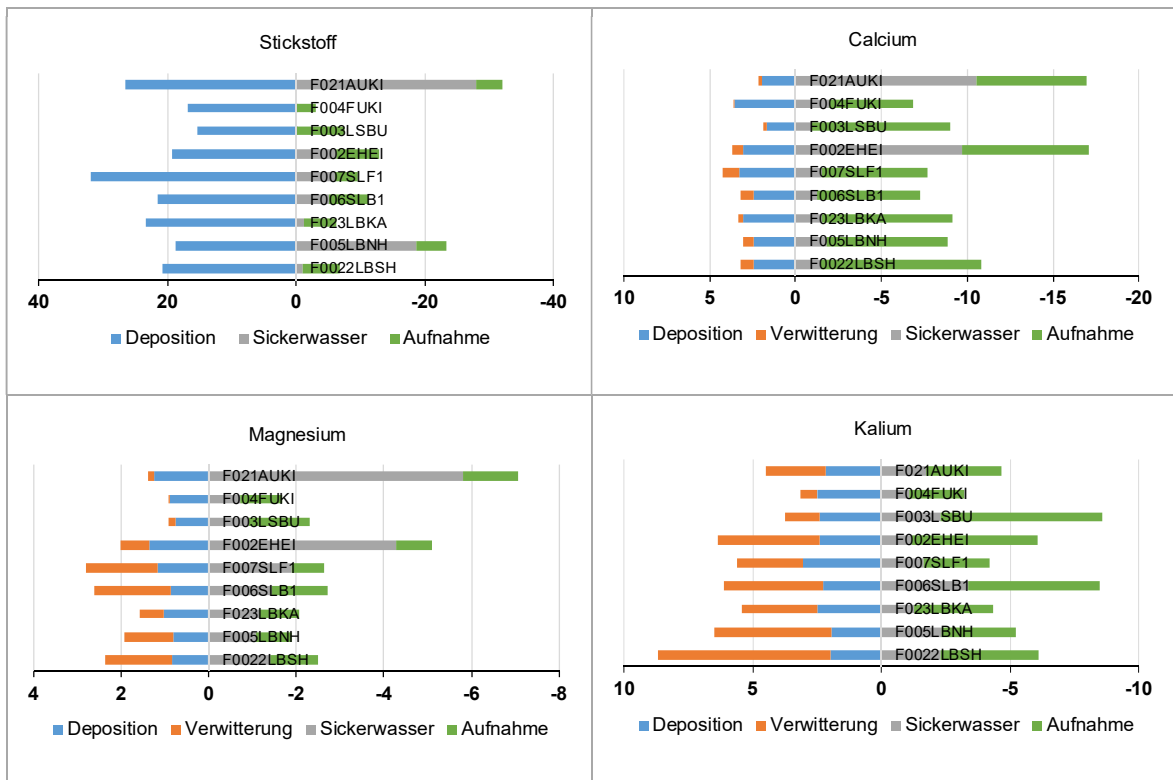 Stickstoff
F021AUKI
F004FUKI
F003LSBU
F002EHEI
F007SLF1
F006SLB1
F023LBKA
F005LBNH
F0022LBSH
40 20 0 -20 -40
Deposition Sickerwasser Aufnahme
Calcium
F021AUKI
F004FUKI
F003LSBU
F002EHEI
F007SLF1
F006SLB1
F023LBKA
F005LBNH
F0022LBSH
10 5 0 -5 -10 -15 -20
Deposition Verwitterung Sickerwasser Aufnahme
Magnesium
F021AUKI
F004FUKI
F003LSBU
F002EHEI
F007SLF1
F006SLB1
F023LBKA
F005LBNH
F0022LBSH
4 2 0 -2 -4 -6 -8
Deposition Verwitterung Sickerwasser Aufnahme
Kalium
F021AUKI
F004FUKI
F003LSBU
F002EHEI
F007SLF1
F006SLB1
F023LBKA
F005LBNH
F0022LBSH
10 5 0 -5 -10
Deposition Verwitterung Sickerwasser Aufnahme